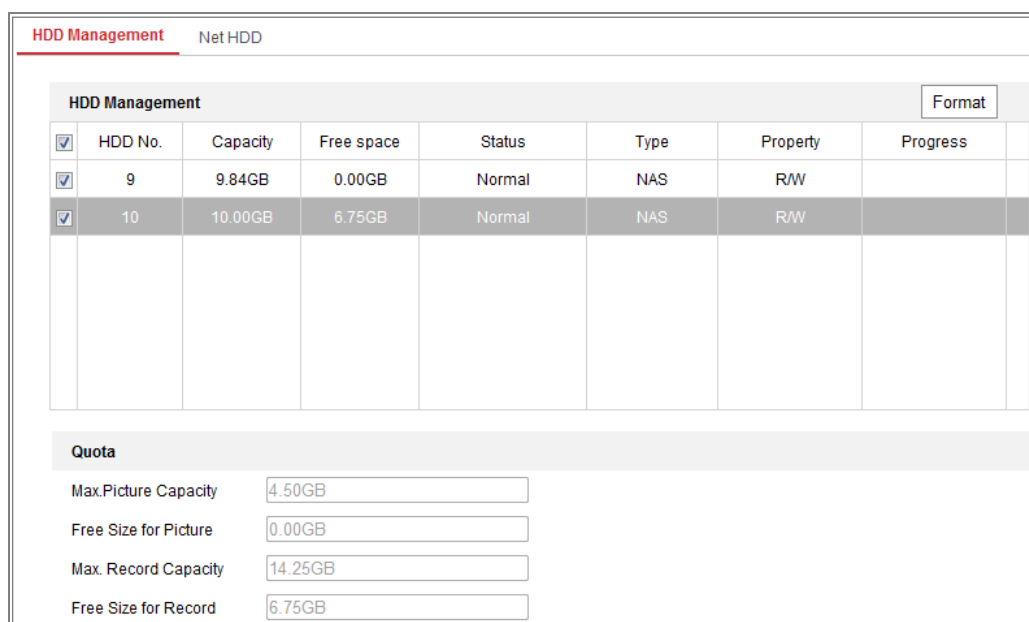 HDD Management Net HDD
HDD Management Format
HDD No. Capacity Free space Status Type Property Progress
9 9.84GB 0.00GB Normal NAS R/W
10 10.00GB 6.75GB Normal NAS R/W
Quota
Max.Picture Capacity 4.50GB
Free Size for Picture 0.00GB
Max. Record Capacity 14.25GB
Free Size for Record 6.75GB